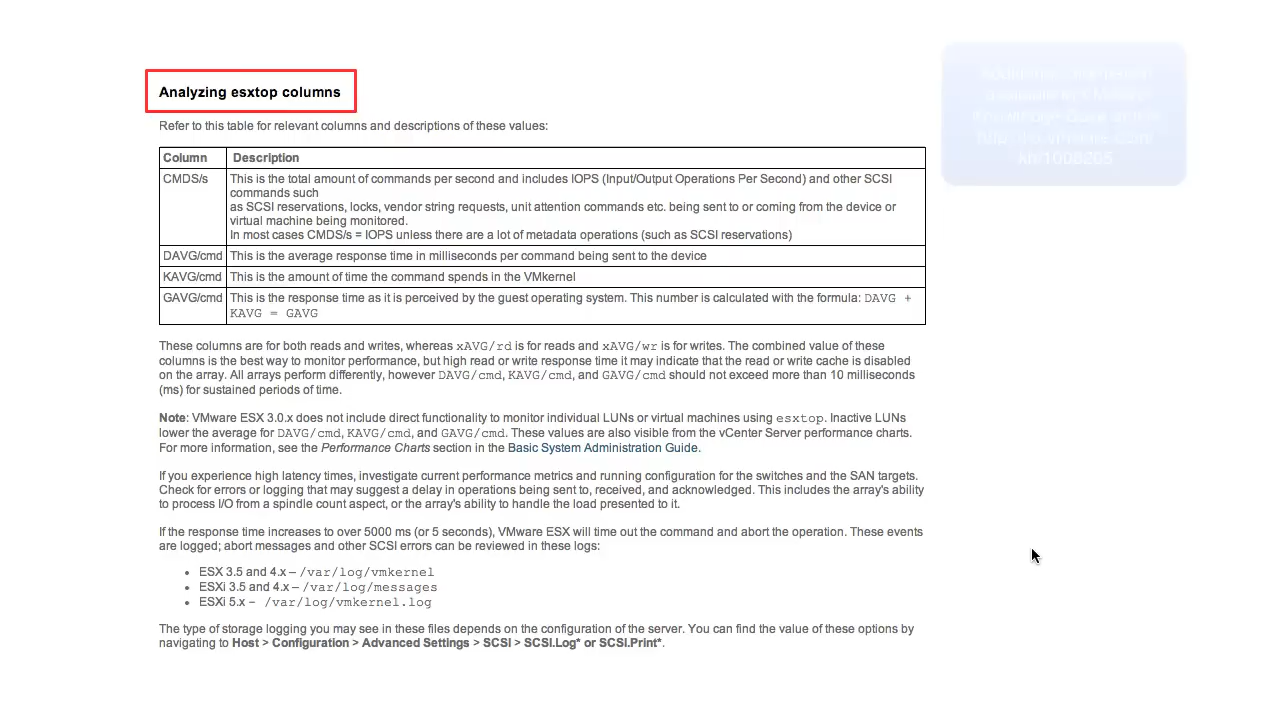 Analyzing esxtop columns
Refer to this table for relevant columns and descriptions of these values:
Column Description
CMDS/s This is the total amount of commands per second and includes IOPS (Input/Output Operations Per Second) and other SCSI
commands such
as SCSI reservations, locks, vendor string requests, unit attention commands etc. being sent to or coming from the device or
virtual machine being monitored.
In most cases CMDS/s = IOPS unless there are a lot of metadata operations (such as SCSI reservations)
DAVG/cmd This is the average response time in milliseconds per command being sent to the device
KAVG/cmd This is the amount of time the command spends in the VMkernel
GAVG/cmd This is the response time as it is perceived by the guest operating system. This number is calculated with the formula: DAVG +
KAVG = GAVG
These columns are for both reads and writes, whereas xAVG/rd is for reads and xAVG/wr is for writes. The combined value of these
columns is the best way to monitor performance, but high read or write response time it may indicate that the read or write cache is disabled
on the array. All arrays perform differently, however DAVG/cmd, KAVG/cmd, and GAVG/cmd should not exceed more than 10 milliseconds
(ms) for sustained periods of time.
Note: VMware ESX 3.0.x does not include direct functionality to monitor individual LUNs or virtual machines using esxtop. Inactive LUNs
lower the average for DAVG/cmd, KAVG/cmd, and GAVG/cmd. These values are also visible from the vCenter Server performance charts.
For more information, see the Performance Charts section in the Basic System Administration Guide.
If you experience high latency times, investigate current performance metrics and running configuration for the switches and the SAN targets.
Check for errors or logging that may suggest a delay in operations being sent to, received, and acknowledged. This includes the array's ability
to process I/O from a spindle count aspect, or the array's ability to handle the load presented to it.
If the response time increases to over 5000 ms (or 5 seconds), VMware ESX will time out the command and abort the operation. These events
are logged; abort messages and other SCSI errors can be reviewed in these logs:
• ESX 3.5 and 4.x – /var/log/vmkernel
• ESXi 3.5 and 4.x – /var/log/messages
• ESXi 5.x - /var/log/vmkernel.log
The type of storage logging you may see in these files depends on the configuration of the server. You can find the value of these options by
navigating to Host > Configuration > Advanced Settings > SCSI > SCSI.Log* or SCSI.Print*.